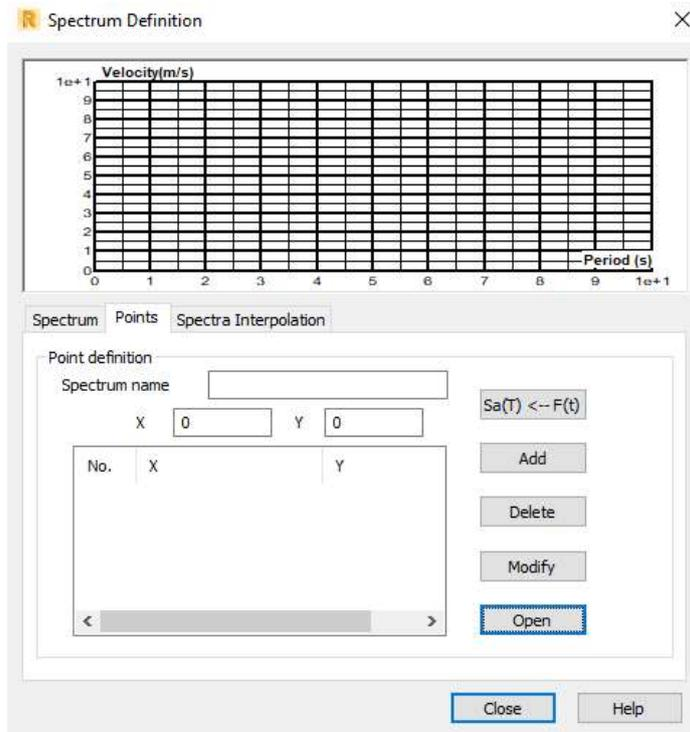 R Spectrum Definition
Velocity(m/s)
1e+1
9
8
7
6
5
4
3
2
1
0
Period (s)
0 1 2 3 4 5 6 7 8 9 1e+1
Spectrum Points Spectra Interpolation
Point definition
Spectrum name
Sa(T) <-- F(t)
X 0 Y 0
No. X Y
Add
Delete
Modify
Open
Close Help